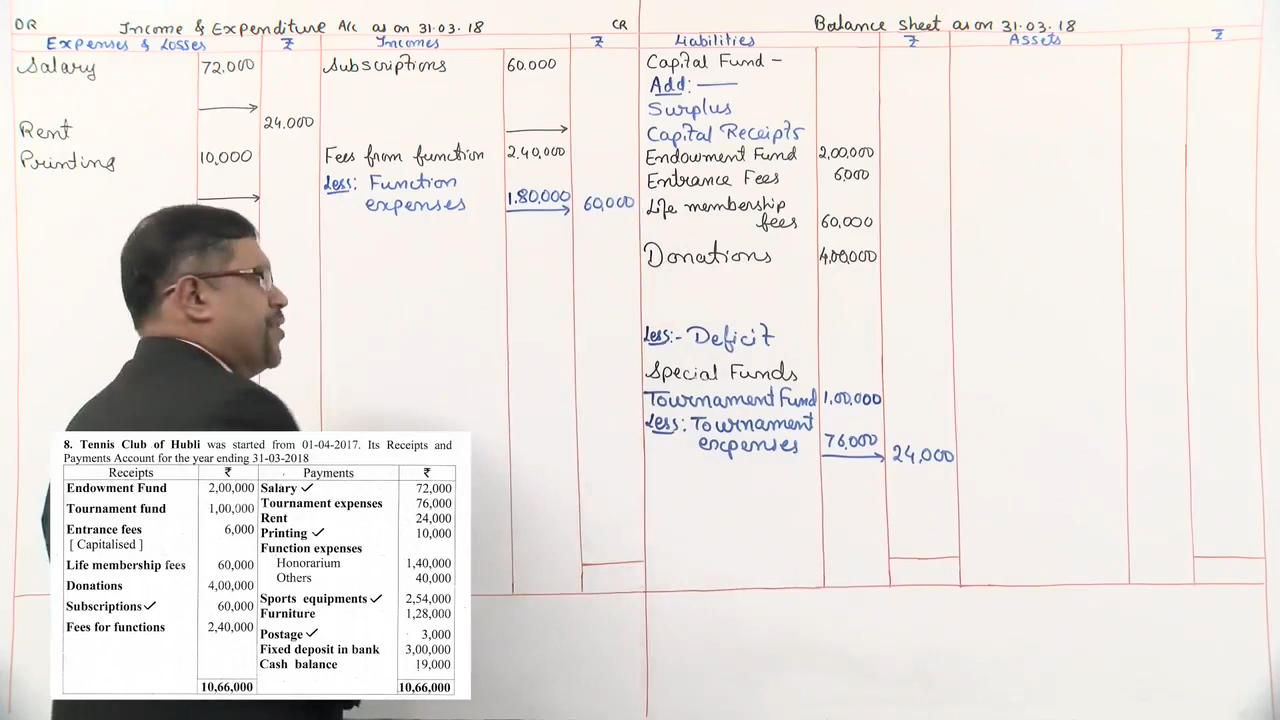 DR Income & Expenditure A/c as on 31.03.18 CR
Expenses & Losses ₹ Incomes ₹
Salary 72,000 Subscriptions 60.000
24.000
Rent
Printing 10,000 Fees from function 2,40,000
Less: Function
expenses 1.80,000 60,000
Balance sheet as on 31.03.18
Liabilities ₹ Assets ₹
Capital Fund -
Add: —
Surplus
Capital Receipts
Endowment Fund 2,00,000
Entrance Fees 6,000
Life membership
fees 60,000
Donations 4,00,000
Less:- Deficit
Special Funds
Tournament Fund 1,00,000
Less: Tournament
expenses 76,000 24,000
8. Tennis Club of Hubli was started from 01-04-2017. Its Receipts and
Payments Account for the year ending 31-03-2018
Receipts ₹ Payments ₹
Endowment Fund 2,00,000 Salary ✓ 72,000
Tournament expenses 76,000
Tournament fund 1,00,000 Rent 24,000
Entrance fees 6,000 Printing ✓ 10,000
[ Capitalised ] Function expenses
Life membership fees 60,000 Honorarium 1,40,000
Donations 4,00,000 Others 40,000
Subscriptions ✓ 60,000 Sports equipments ✓ 2,54,000
Furniture 1,28,000
Fees for functions 2,40,000 Postage ✓ 3,000
Fixed deposit in bank 3,00,000
Cash balance 19,000
10,66,000 10,66,000